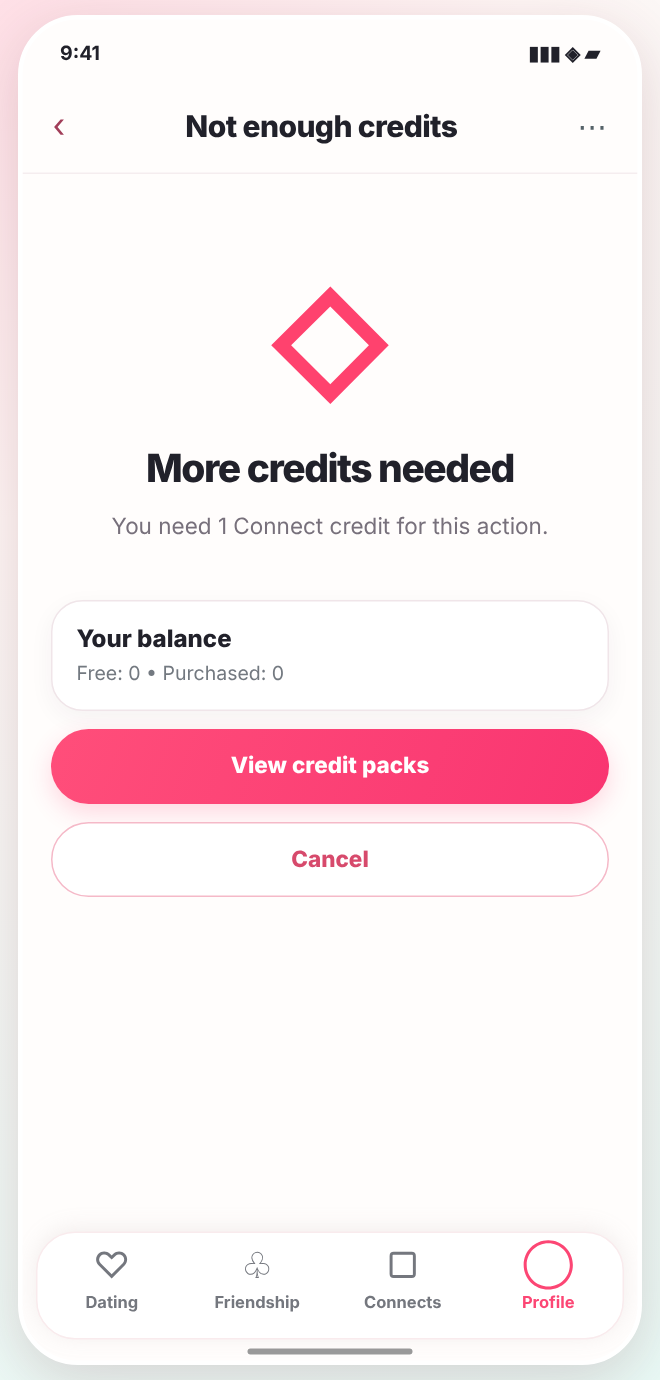 9:41
Not enough credits
More credits needed
You need 1 Connect credit for this action.
Your balance
Free: 0 • Purchased: 0
View credit packs
Cancel
Dating Friendship Connects Profile